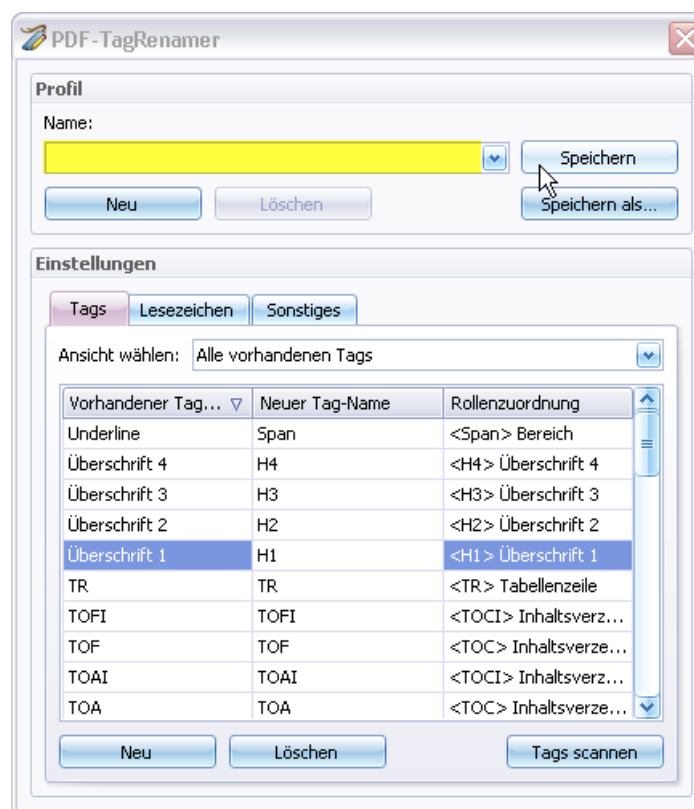 PDF-TagRenamer
Profil
Name:
Speichern
Neu Löschen Speichern als...
Einstellungen
Tags Lesezeichen Sonstiges
Ansicht wählen: Alle vorhandenen Tags
Vorhandener Tag... Neuer Tag-Name Rollenzuordnung
Underline Span <Span> Bereich
Überschrift 4 H4 <H4> Überschrift 4
Überschrift 3 H3 <H3> Überschrift 3
Überschrift 2 H2 <H2> Überschrift 2
Überschrift 1 H1 <H1> Überschrift 1
TR TR <TR> Tabellenzeile
TOFI TOFI <TOCI> Inhaltsverz...
TOF TOF <TOC> Inhaltsverze...
TOAI TOAI <TOCI> Inhaltsverz...
TOA TOA <TOC> Inhaltsverze...
Neu Löschen Tags scannen